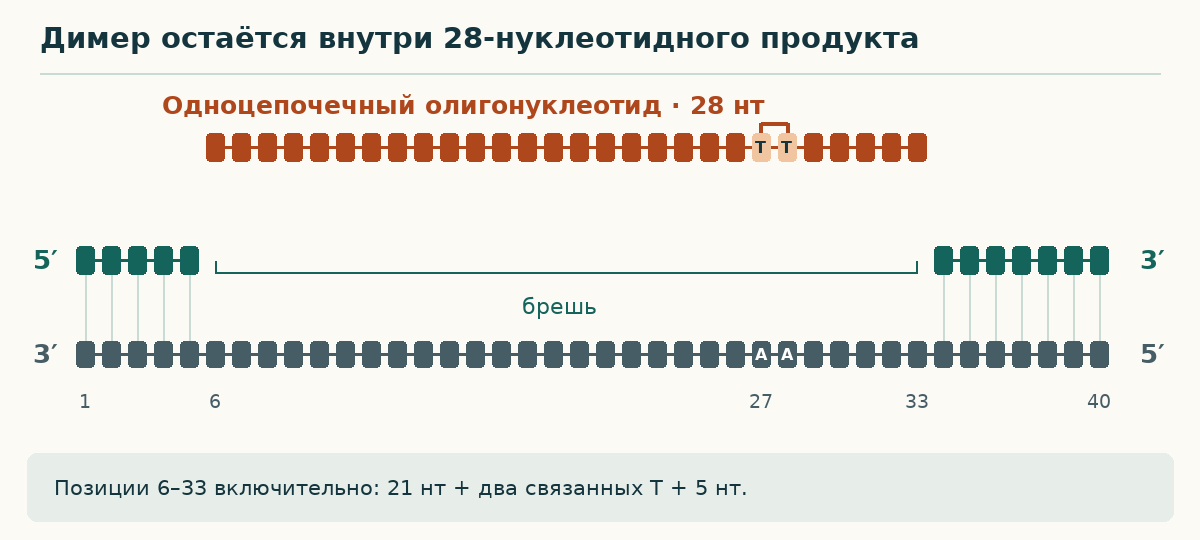 Димер остаётся внутри 28-нуклеотидного продукта
Одноцепочечный олигонуклеотид · 28 нт
T T
5′ 3′
брешь
3′ A A 5′
1 6 27 33 40
Позиции 6–33 включительно: 21 нт + два связанных T + 5 нт.